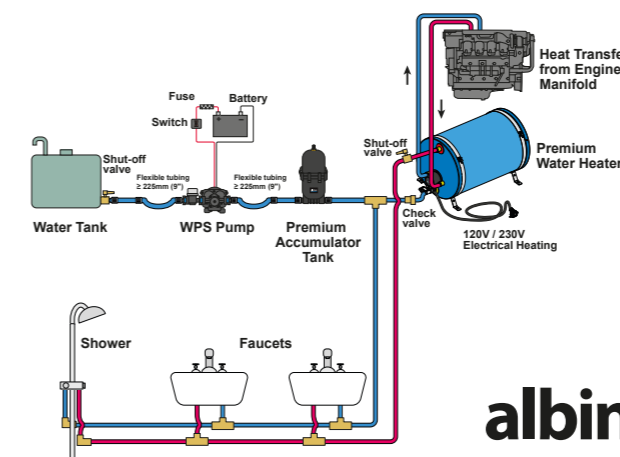 Heat Transfe
from Engine
Manifold
Fuse
Battery
Switch
Shut-off
valve
Premium
Water Heater
Shut-off
valve
Flexible tubing
≥ 225mm (9")
Flexible tubing
≥ 225mm (9")
Check
valve
Water Tank
WPS Pump
Premium
Accumulator
Tank
120V / 230V
Electrical Heating
Shower
Faucets
albin